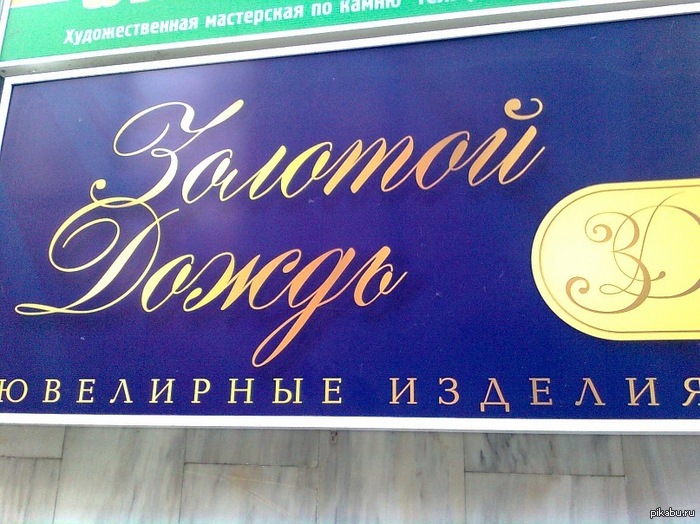 Художественная мастерская по камню
Золотой
Дождь
ЗД
ЮВЕЛИРНЫЕ ИЗДЕЛИЯ
pikabu.ru